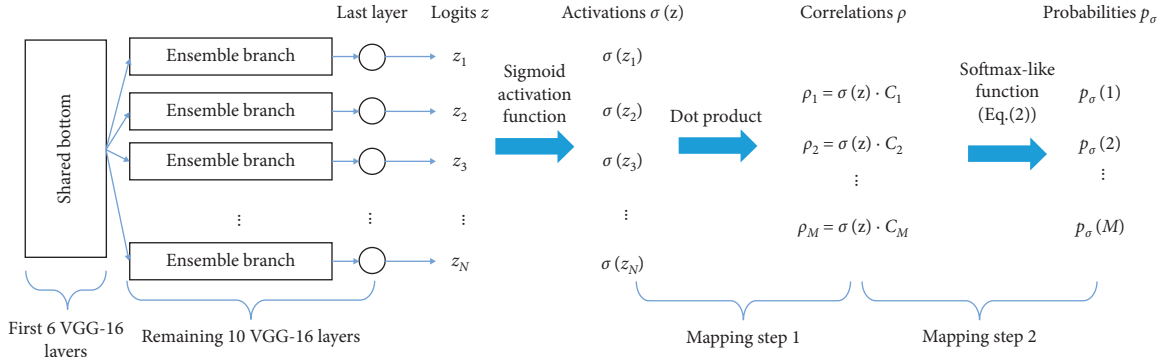 Last layer
Logits z
Activations σ (z)
Correlations ρ
Probabilities pσ
Shared bottom
Ensemble branch
Ensemble branch
Ensemble branch
⋮
Ensemble branch
⋮
z1
z2
z3
⋮
zN
Sigmoid
activation
function
σ (z1)
σ (z2)
σ (z3)
⋮
σ (zN)
Dot product
ρ1 = σ (z) · C1
ρ2 = σ (z) · C2
⋮
ρM = σ (z) · CM
Softmax-like
function
(Eq.(2))
pσ (1)
pσ (2)
⋮
pσ (M)
First 6 VGG-16
layers
Remaining 10 VGG-16 layers
Mapping step 1
Mapping step 2